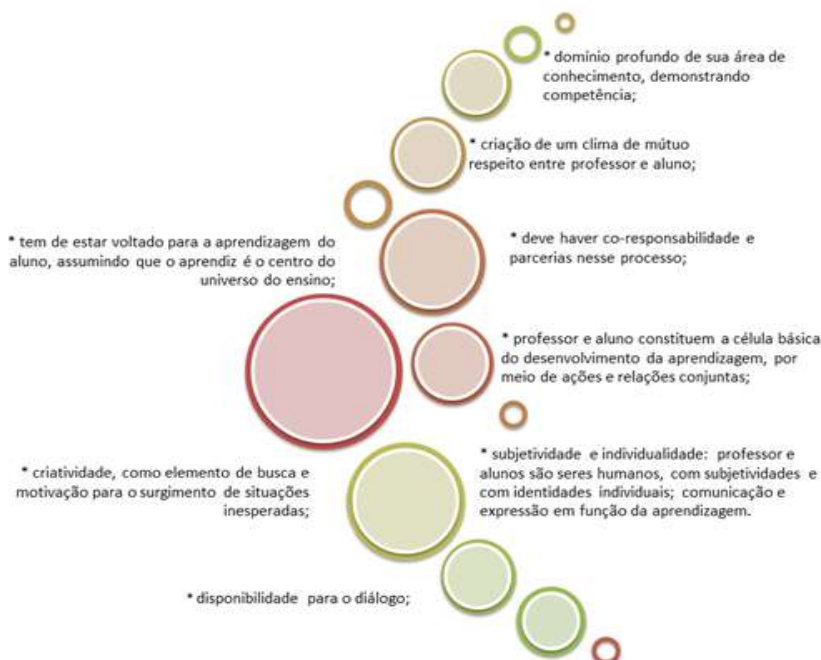 * domínio profundo de sua área de
conhecimento, demonstrando
competência;
* criação de um clima de mútuo
respeito entre professor e aluno;
* tem de estar voltado para a aprendizagem do
aluno, assumindo que o aprendiz é o centro do
universo do ensino;
* deve haver co-responsabilidade e
parcerias nesse processo;
* professor e aluno constituem a célula básica
do desenvolvimento da aprendizagem, por
meio de ações e relações conjuntas;
* criatividade, como elemento de busca e
motivação para o surgimento de situações
inesperadas;
* subjetividade e individualidade: professor e
alunos são seres humanos, com subjetividades e
com identidades individuais; comunicação e
expressão em função da aprendizagem.
* disponibilidade para o diálogo;